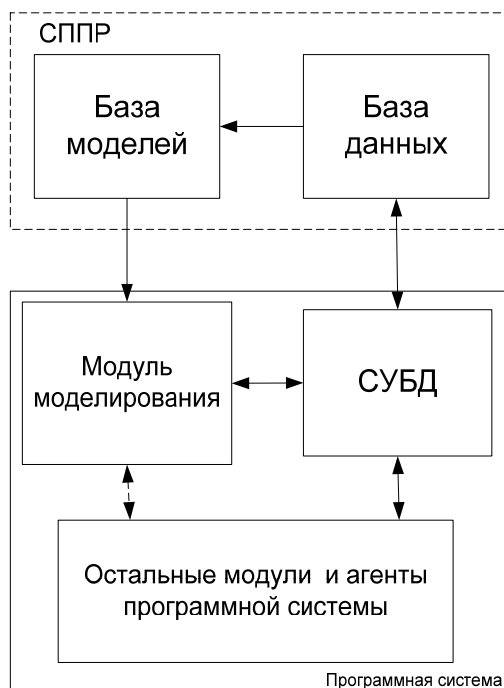 СППР
База
моделей
База
данных
Модуль
моделирования
СУБД
Остальные модули и агенты
программной системы
Программная система